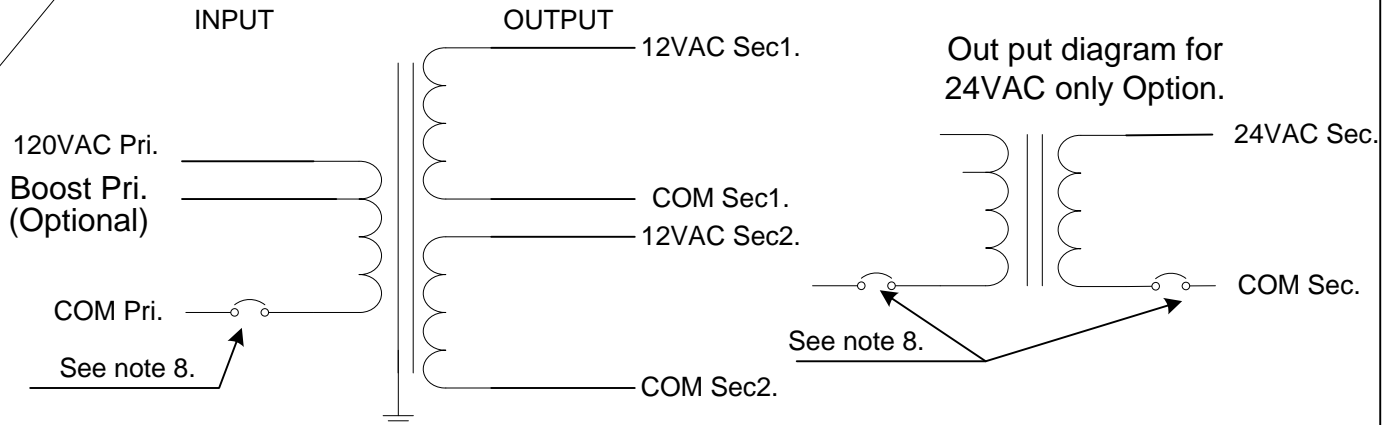 INPUT
OUTPUT
12VAC Sec1.
120VAC Pri.
Boost Pri.
(Optional)
COM Sec1.
12VAC Sec2.
COM Pri.
See note 8.
COM Sec2.
Out put diagram for
24VAC only Option.
24VAC Sec.
COM Sec.
See note 8.